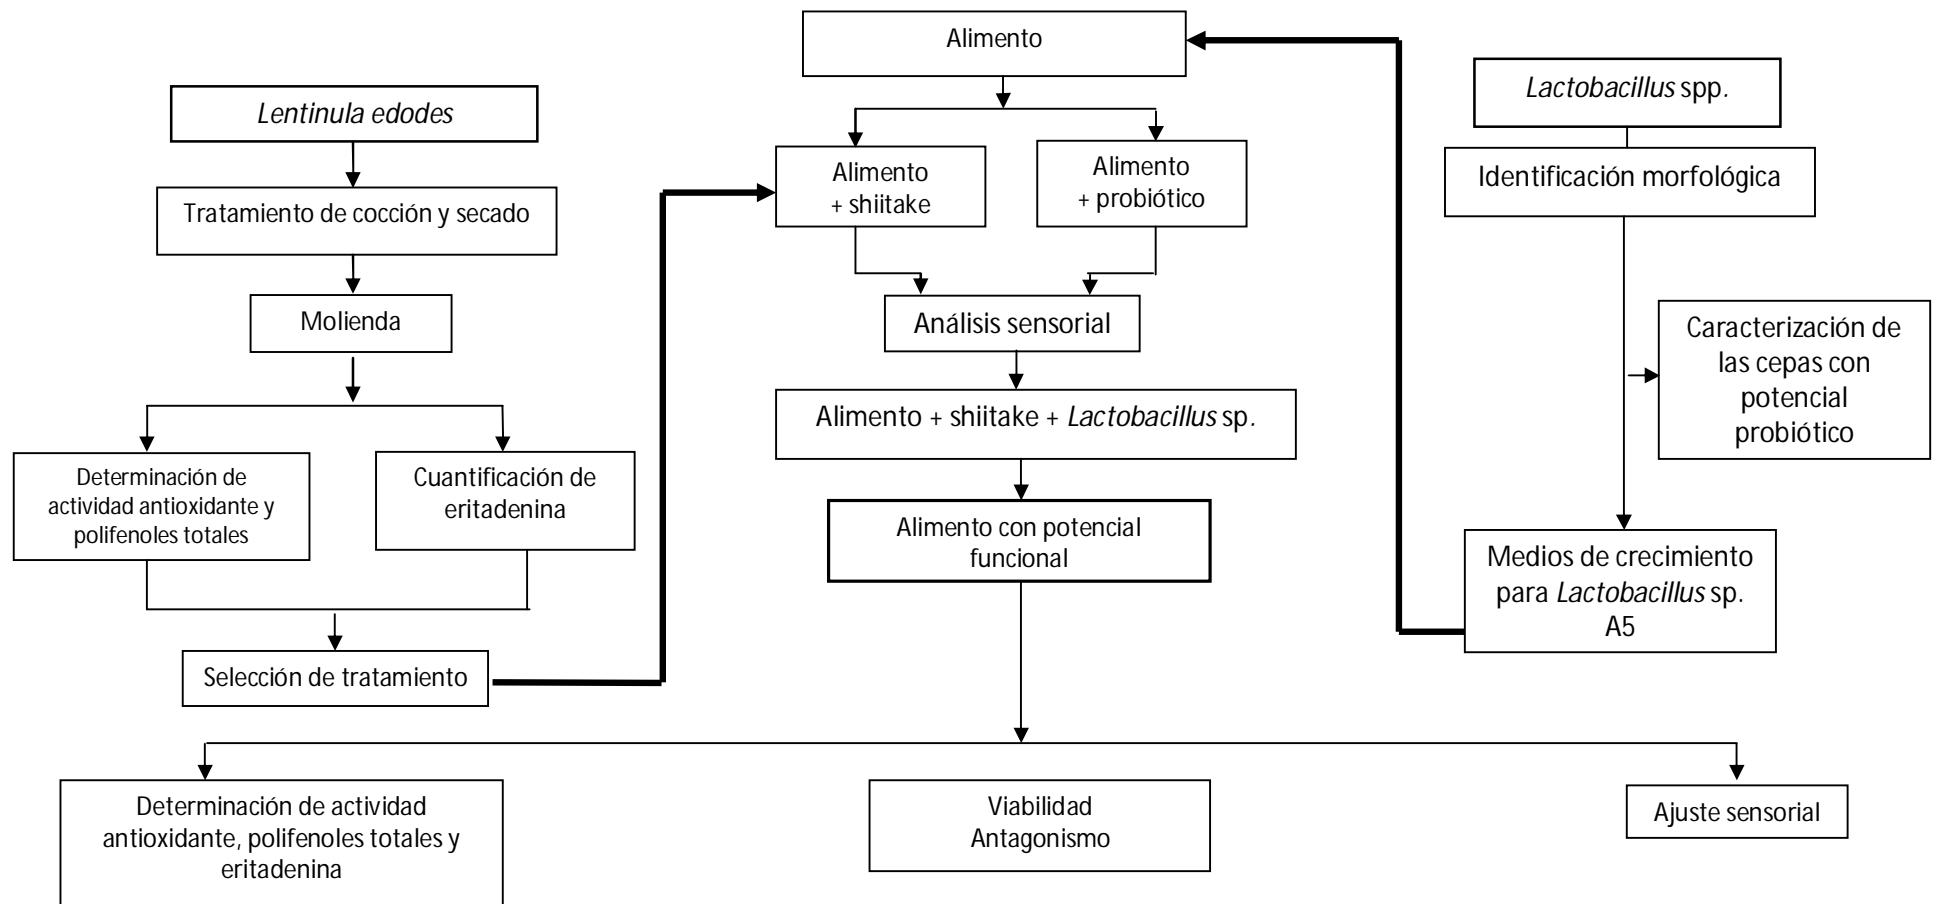 Alimento
Lentinula edodes
Lactobacillus spp.
Tratamiento de cocción y secado
Alimento
+ shiitake
Alimento
+ probiótico
Identificación morfológica
Molienda
Análisis sensorial
Caracterización de
las cepas con
potencial
probiótico
Alimento + shiitake + Lactobacillus sp.
Determinación de
actividad antioxidante y
polifenoles totales
Cuantificación de
eritadenina
Alimento con potencial
funcional
Medios de crecimiento
para Lactobacillus sp.
A5
Selección de tratamiento
Determinación de actividad
antioxidante, polifenoles totales y
eritadenina
Viabilidad
Antagonismo
Ajuste sensorial